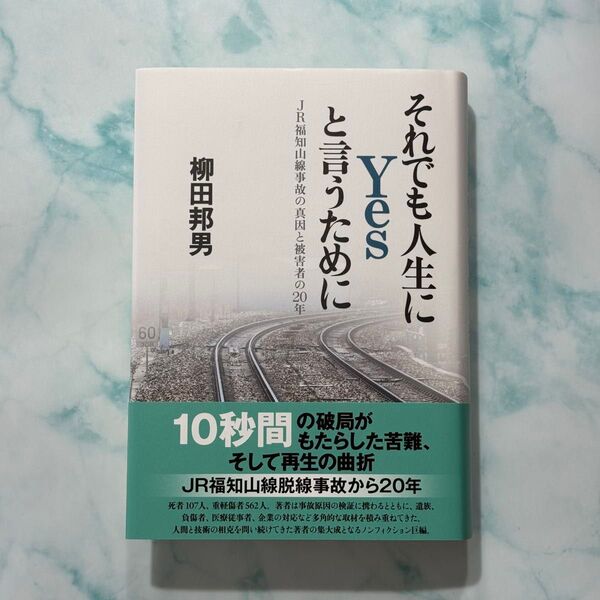 それでも人生に
Yes
と言うために
JR福知山線事故の真因と被害者の20年
柳田邦男
60
10秒間の破局が
もたらした苦難、
そして再生の曲折
JR福知山線脱線事故から20年
死者107人、重軽傷者562人。著者は事故原因の検証に携わるとともに、遺族、
負傷者、医療従事者、企業の対応など多角的な取材を積み重ねてきた。
人間と技術の相克を問い続けてきた著者の集大成となるノンフィクション巨編。